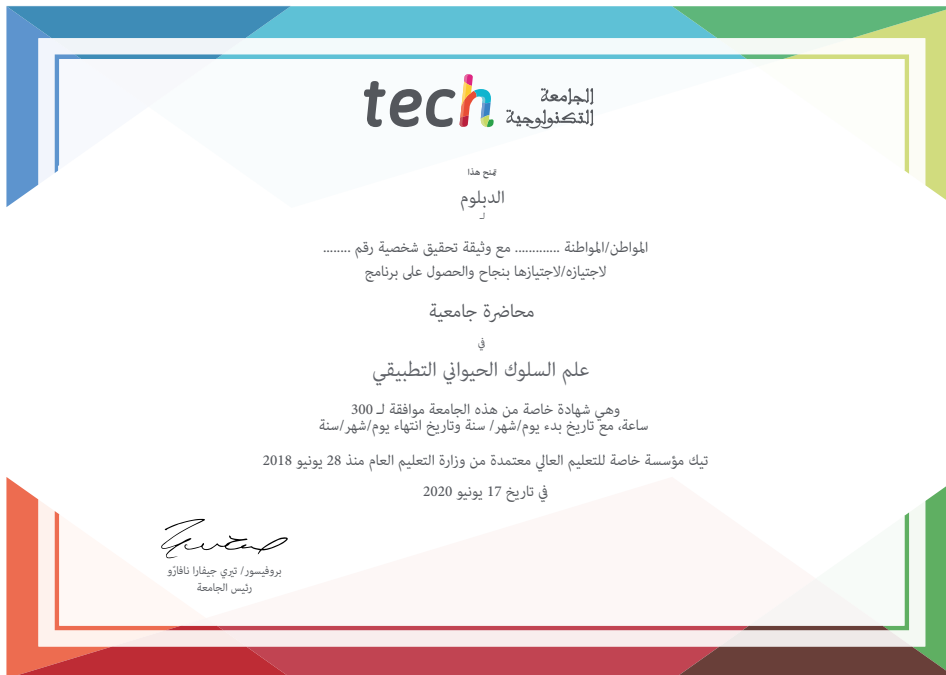 tech الجامعة
التكنولوجية
يمنح هذا
الدبلوم
لـ
المواطن/المواطنة ............. مع وثيقة تحقيق شخصية رقم ........
لاجتيازه/لاجتيازها بنجاح والحصول على برنامج
محاضرة جامعية
في
علم السلوك الحيواني التطبيقي
وهي شهادة خاصة من هذه الجامعة موافقة لـ 300
ساعة، مع تاريخ بدء يوم/شهر/ سنة وتاريخ انتهاء يوم/شهر/سنة
تيك مؤسسة خاصة للتعليم العالي معتمدة من وزارة التعليم العام منذ 28 يونيو 2018
في تاريخ 17 يونيو 2020
بروفيسور/ تيري جيفارا نافارّو
رئيس الجامعة